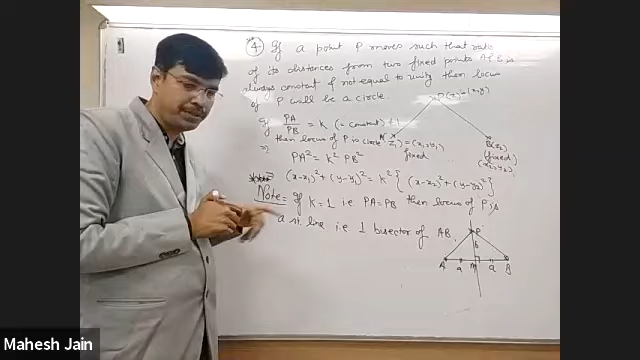 ④ If a point P moves such that ratio
of its distances from two fixed points A & B is
always constant & not equal to unity then locus
of P will be a circle.
P(z) = (x,y)
If PA/PB = k (= constant) ≠ 1
then locus of P is circle
A(z₁) = (x₁, y₁)
fixed
B(z₂)
(fixed)
(x₂, y₂)
⇒ PA² = k² PB²
(x-x₁)² + (y-y₁)² = k² {(x-x₂)² + (y-y₂)²}
Note = If k = 1 i.e. PA = PB then locus of P is
a st. line i.e ⊥ bisector of AB.
P
b
A a M a B
Mahesh Jain